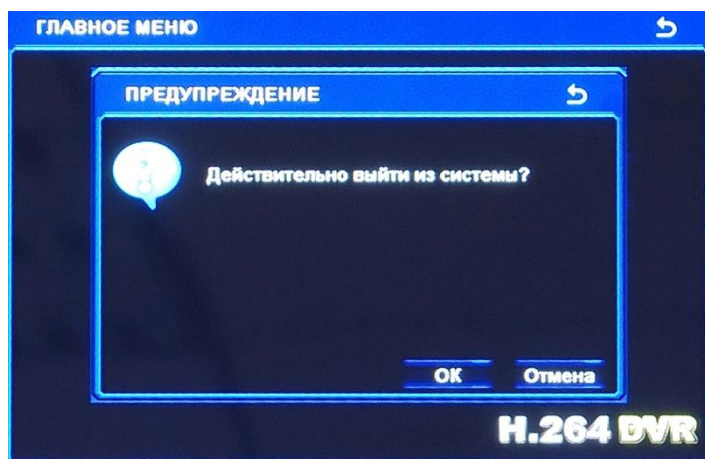 ГЛАВНОЕ МЕНЮ
ПРЕДУПРЕЖДЕНИЕ
Действительно выйти из системы?
ОК
Отмена
H.264 DVR